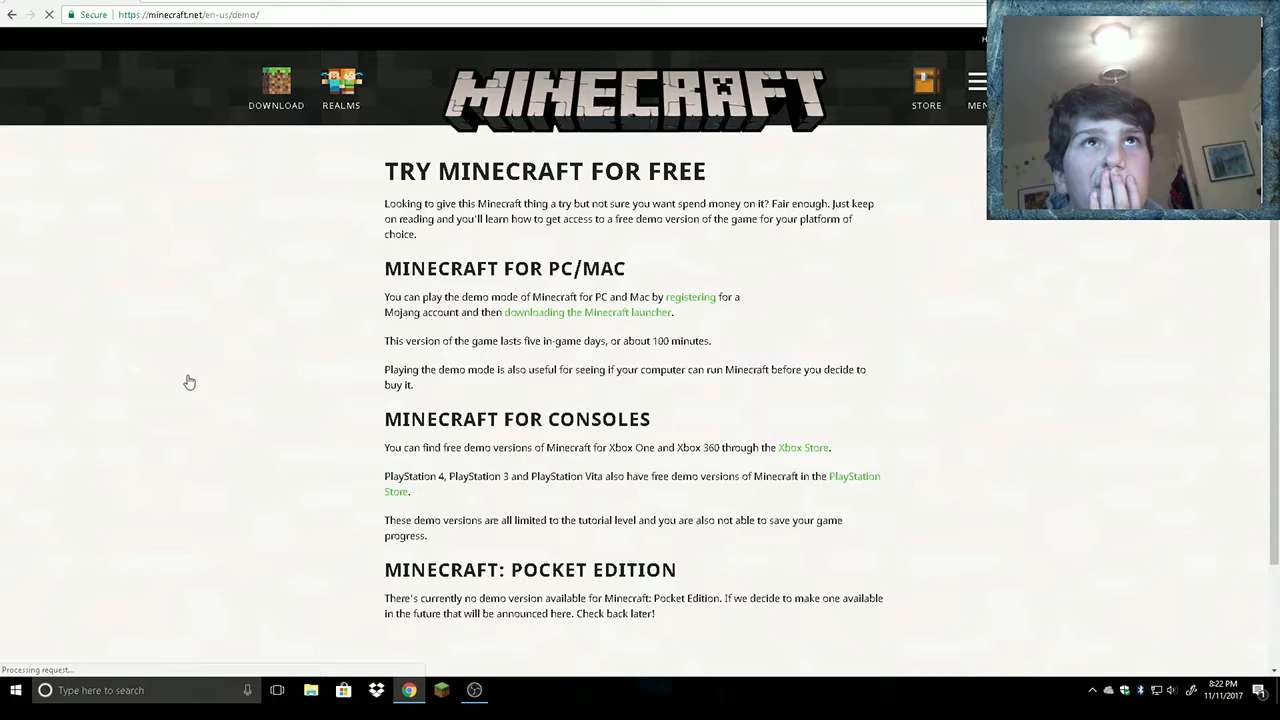 Secure
https://minecraft.net/en-us/demo/
DOWNLOAD
REALMS
MINECRAFT
STORE
TRY MINECRAFT FOR FREE
Looking to give this Minecraft thing a try but not sure you want spend money on it? Fair enough. Just keep
on reading and you'll learn how to get access to a free demo version of the game for your platform of
choice.
MINECRAFT FOR PC/MAC
You can play the demo mode of Minecraft for PC and Mac by registering for a
Mojang account and then downloading the Minecraft launcher.
This version of the game lasts five in-game days, or about 100 minutes.
Playing the demo mode is also useful for seeing if your computer can run Minecraft before you decide to
buy it.
MINECRAFT FOR CONSOLES
You can find free demo versions of Minecraft for Xbox One and Xbox 360 through the Xbox Store.
PlayStation 4, PlayStation 3 and PlayStation Vita also have free demo versions of Minecraft in the PlayStation
Store.
These demo versions are all limited to the tutorial level and you are also not able to save your game
progress.
MINECRAFT: POCKET EDITION
There's currently no demo version available for Minecraft: Pocket Edition. If we decide to make one available
in the future that will be announced here. Check back later!
Processing request...
Type here to search
8:22 PM
11/11/2017